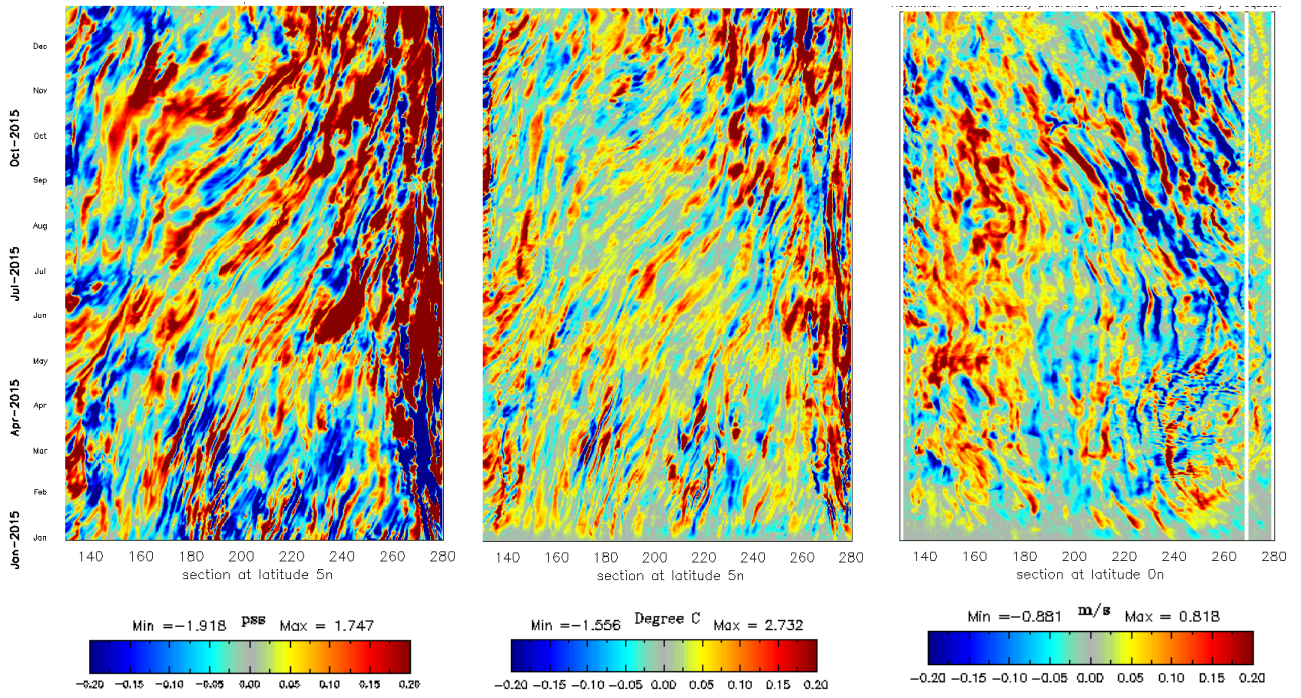 Dec
Nov
Oct
Sep
Aug
Jul
Jun
May
Apr
Mar
Feb
Jan
Oct-2015
Jul-2015
Apr-2015
Jan-2015
140 160 180 200 220 240 260 280
section at latitude 5n
Min =-1.918 pss Max = 1.747
-0.20 -0.15 -0.10 -0.05 0.00 0.05 0.10 0.15 0.20
140 160 180 200 220 240 260 280
section at latitude 5n
Min =-1.556 Degree C Max = 2.732
-0.20 -0.15 -0.10 -0.05 0.00 0.05 0.10 0.15 0.20
140 160 180 200 220 240 260 280
section at latitude 0n
Min =-0.881 m/s Max = 0.818
-0.20 -0.15 -0.10 -0.05 0.00 0.05 0.10 0.15 0.20